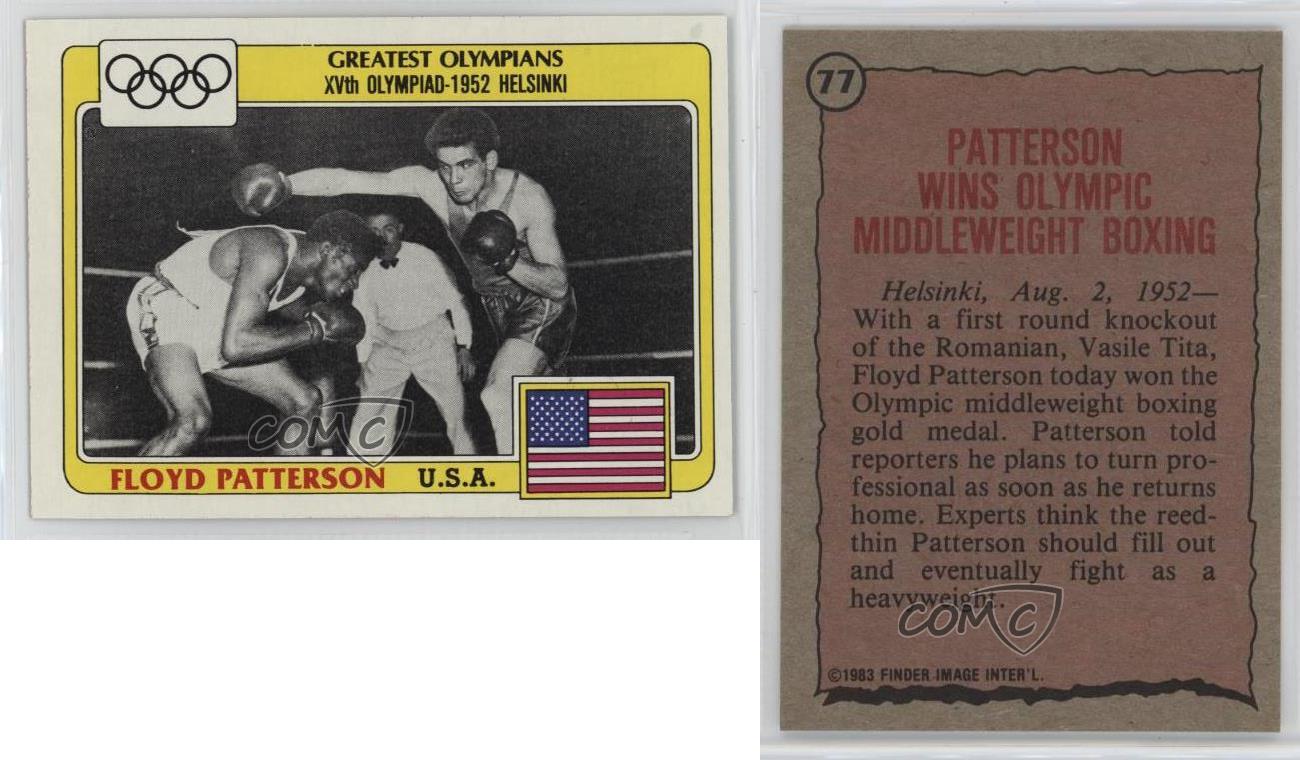 GREATEST OLYMPIANS
XVth OLYMPIAD-1952 HELSINKI
COMC
FLOYD PATTERSON U.S.A.
77
PATTERSON
WINS OLYMPIC
MIDDLEWEIGHT BOXING
Helsinki, Aug. 2, 1952—
With a first round knockout
of the Romanian, Vasile Tita,
Floyd Patterson today won the
Olympic middleweight boxing
gold medal. Patterson told
reporters he plans to turn pro-
fessional as soon as he returns
home. Experts think the reed-
thin Patterson should fill out
and eventually fight as a
heavyweight.
COMC
©1983 FINDER IMAGE INTER'L.